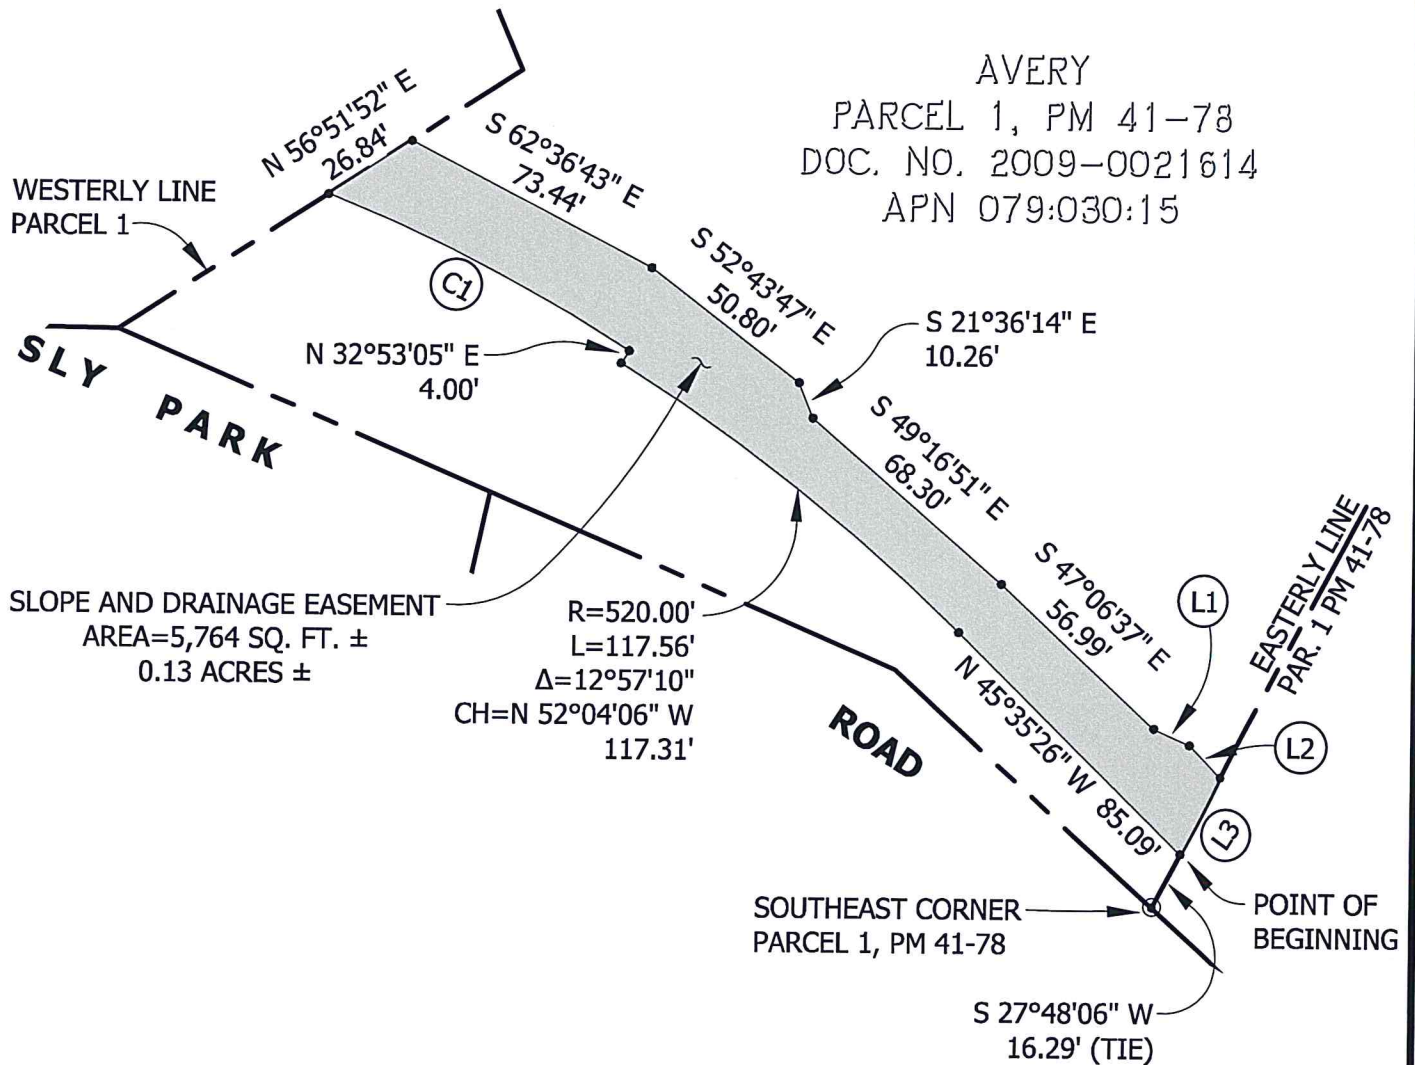 AVERY
PARCEL 1, PM 41-78
DOC. NO. 2009-0021614
APN 079:030:15
N 56°51'52" E
26.84'
S 62°36'43" E
73.44'
WESTERLY LINE
PARCEL 1
C1
S 52°43'47" E
50.80'
S 21°36'14" E
10.26'
N 32°53'05" E
4.00'
SLY PARK
S 49°16'51" E
68.30'
S 47°06'37" E
56.99'
L1
EASTERLY LINE
PAR. 1 PM 41-78
SLOPE AND DRAINAGE EASEMENT
AREA=5,764 SQ. FT. ±
0.13 ACRES ±
R=520.00'
L=117.56'
Δ=12°57'10"
CH=N 52°04'06" W
117.31'
ROAD
N 45°35'26" W 85.09'
L2
L3
SOUTHEAST CORNER
PARCEL 1, PM 41-78
POINT OF
BEGINNING
S 27°48'06" W
16.29' (TIE)